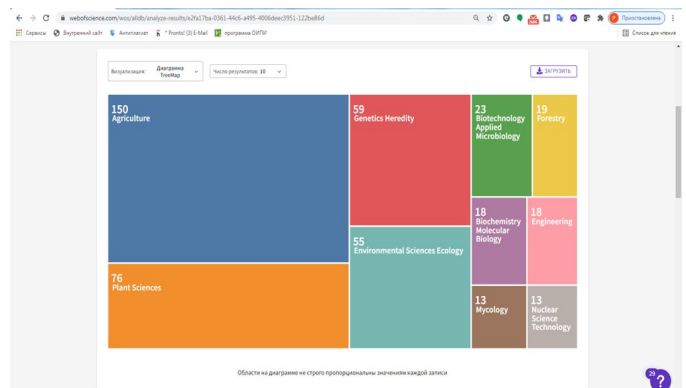 webofscience.com/wos/alldb/analyze-results/e2fa17ba-0361-44c6-a495-4006deec3951-122be86d
Приостановлена
Сервисы
Внутренний сайт
Антиплагиат
* Pronto! (3) E-Mail
программа ОИПИ
Список для чтения
Визуализация:
Диаграмма
TreeMap
Число результатов: 10
ЗАГРУЗИТЬ
150
Agriculture
76
Plant Sciences
59
Genetics Heredity
55
Environmental Sciences Ecology
23
Biotechnology
Applied
Microbiology
19
Forestry
18
Biochemistry
Molecular
Biology
18
Engineering
13
Mycology
13
Nuclear
Science
Technology
Области на диаграмме не строго пропорциональны значениям каждой записи
29
?